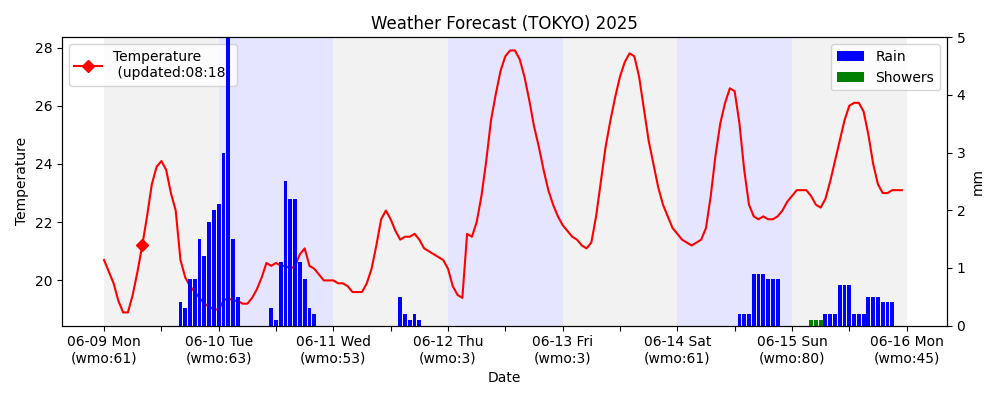 Weather Forecast (TOKYO) 2025
Temperature
(updated:08:18
Rain
Showers
28
26
24
22
20
Temperature
5
4
3
2
1
0
mm
06-09 Mon
(wmo:61)
06-10 Tue
(wmo:63)
06-11 Wed
(wmo:53)
06-12 Thu
(wmo:3)
06-13 Fri
(wmo:3)
06-14 Sat
(wmo:61)
06-15 Sun
(wmo:80)
06-16 Mon
(wmo:45)
Date